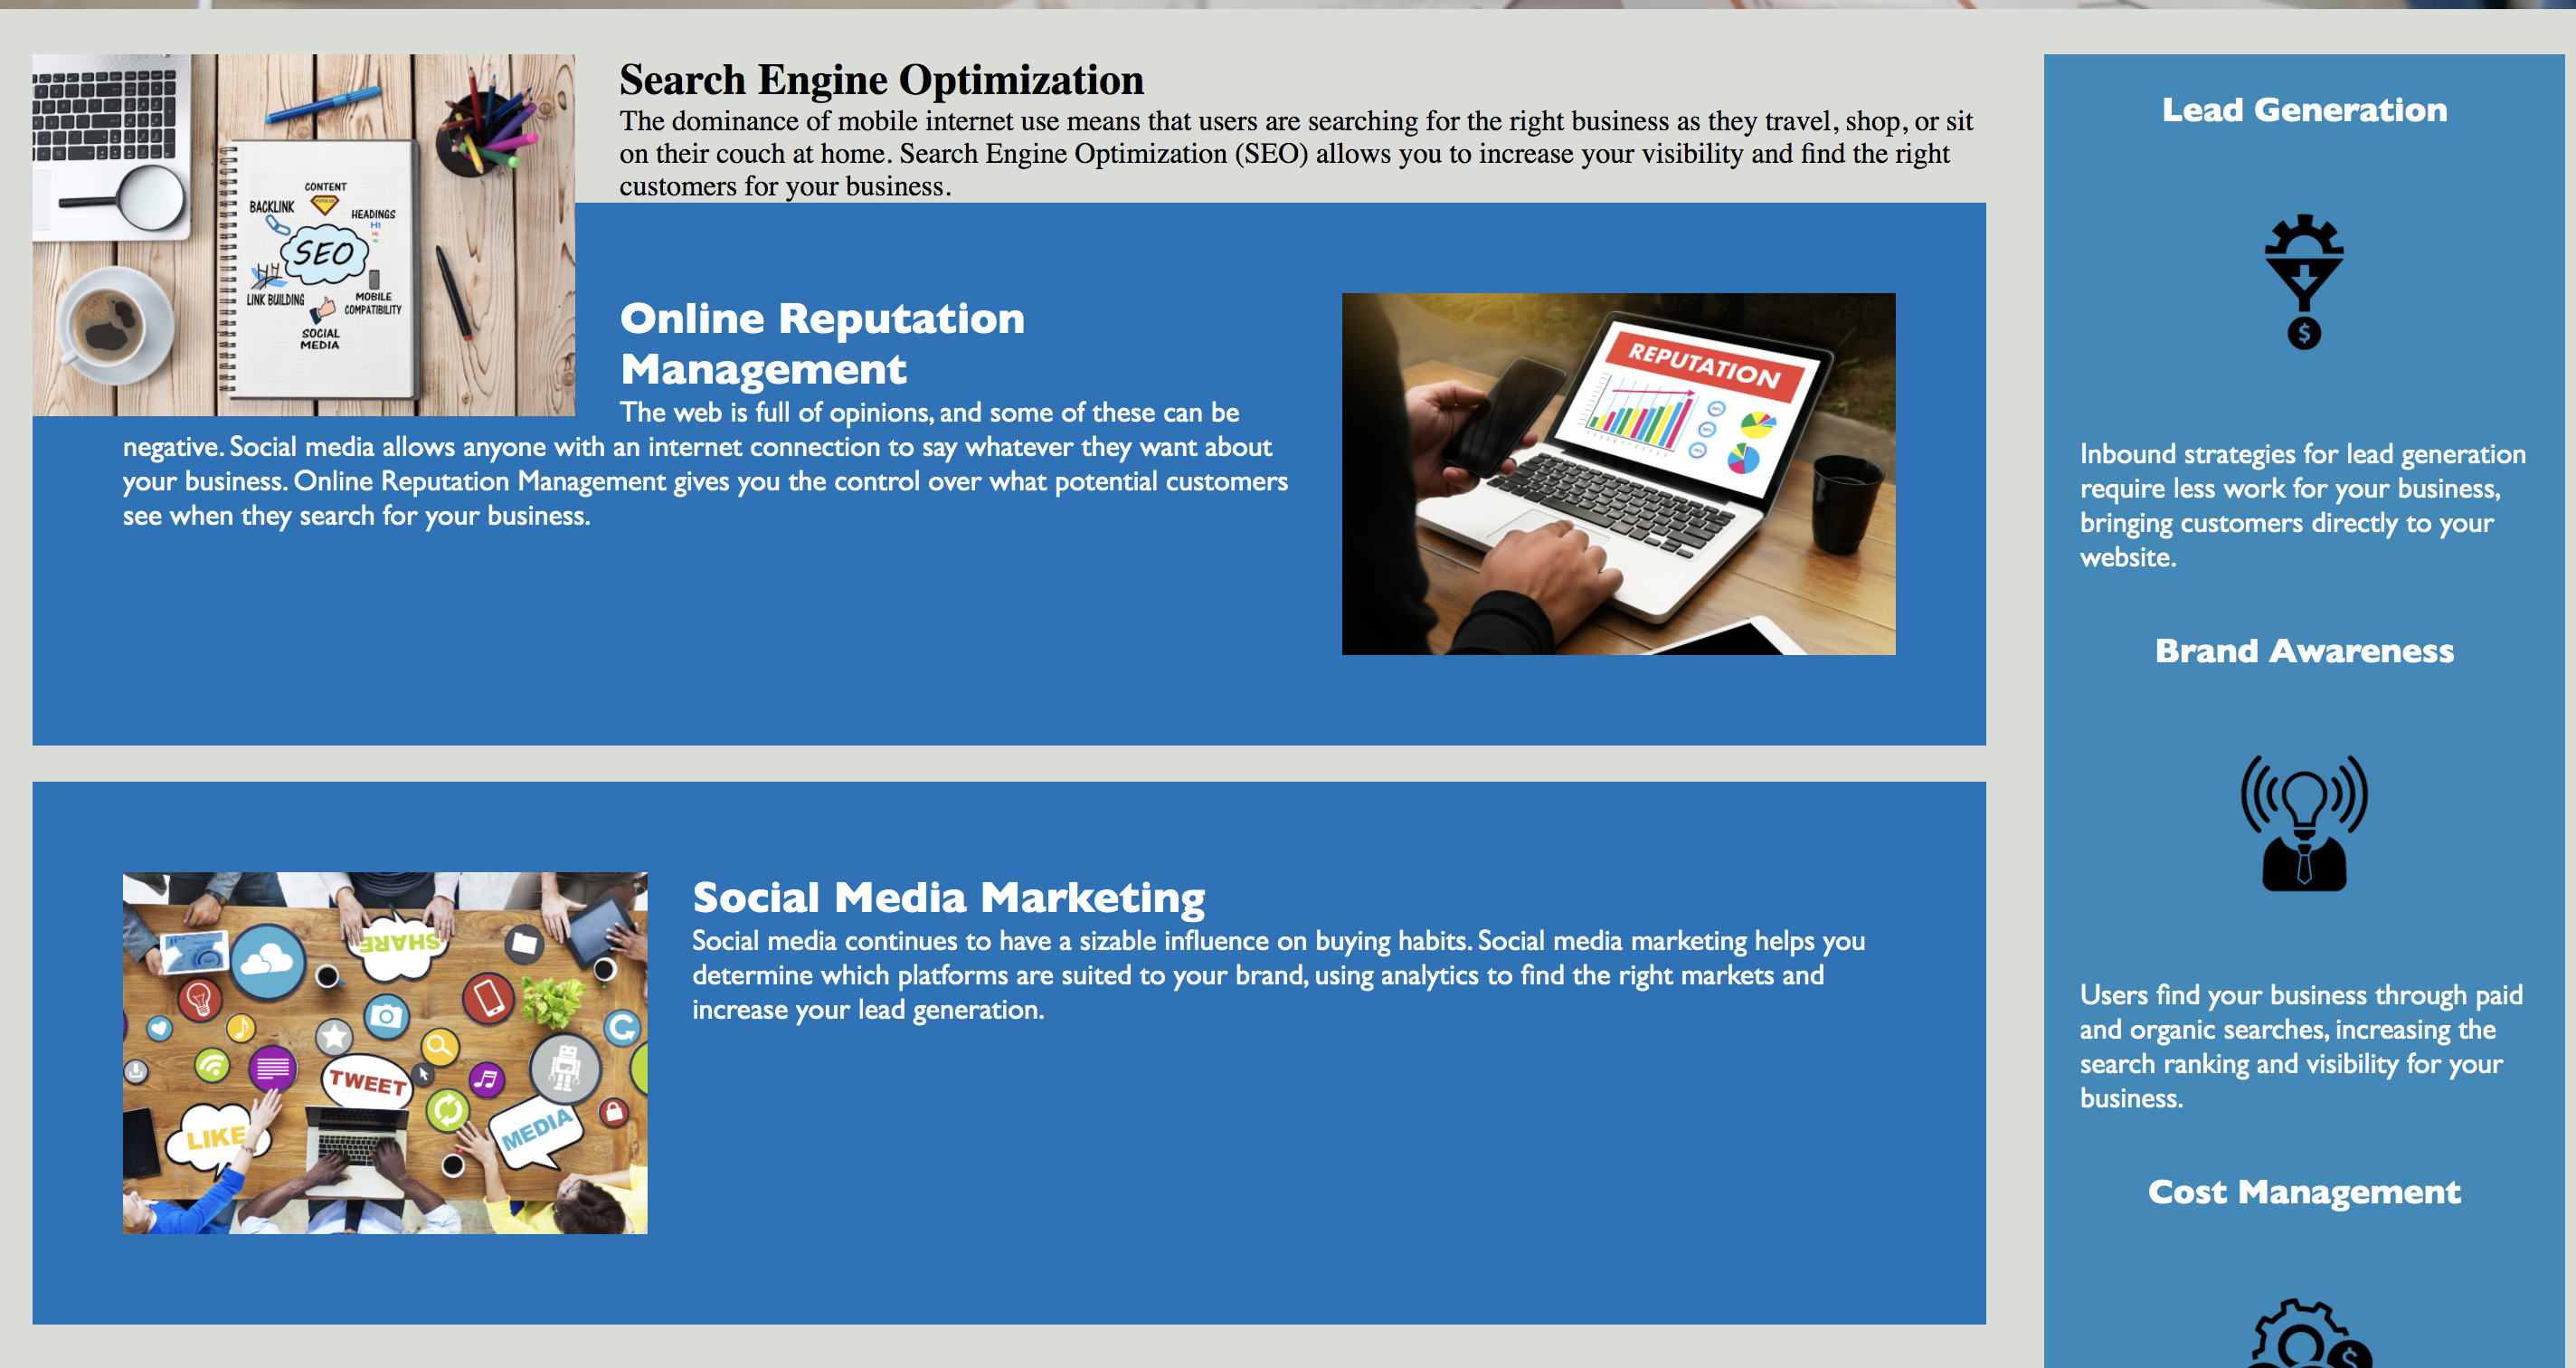 Search Engine Optimization
The dominance of mobile internet use means that users are searching for the right business as they travel, shop, or sit
on their couch at home. Search Engine Optimization (SEO) allows you to increase your visibility and find the right
customers for your business.
CONTENT
BACKLINK
HEADINGS
H1
SEO
LINK BUILDING
MOBILE
COMPATIBILITY
SOCIAL
MEDIA
Online Reputation
Management
The web is full of opinions, and some of these can be
negative. Social media allows anyone with an internet connection to say whatever they want about
your business. Online Reputation Management gives you the control over what potential customers
see when they search for your business.
REPUTATION
Social Media Marketing
Social media continues to have a sizable influence on buying habits. Social media marketing helps you
determine which platforms are suited to your brand, using analytics to find the right markets and
increase your lead generation.
SHARE
TWEET
LIKE
MEDIA
Lead Generation
$
Inbound strategies for lead generation
require less work for your business,
bringing customers directly to your
website.
Brand Awareness
Users find your business through paid
and organic searches, increasing the
search ranking and visibility for your
business.
Cost Management
$